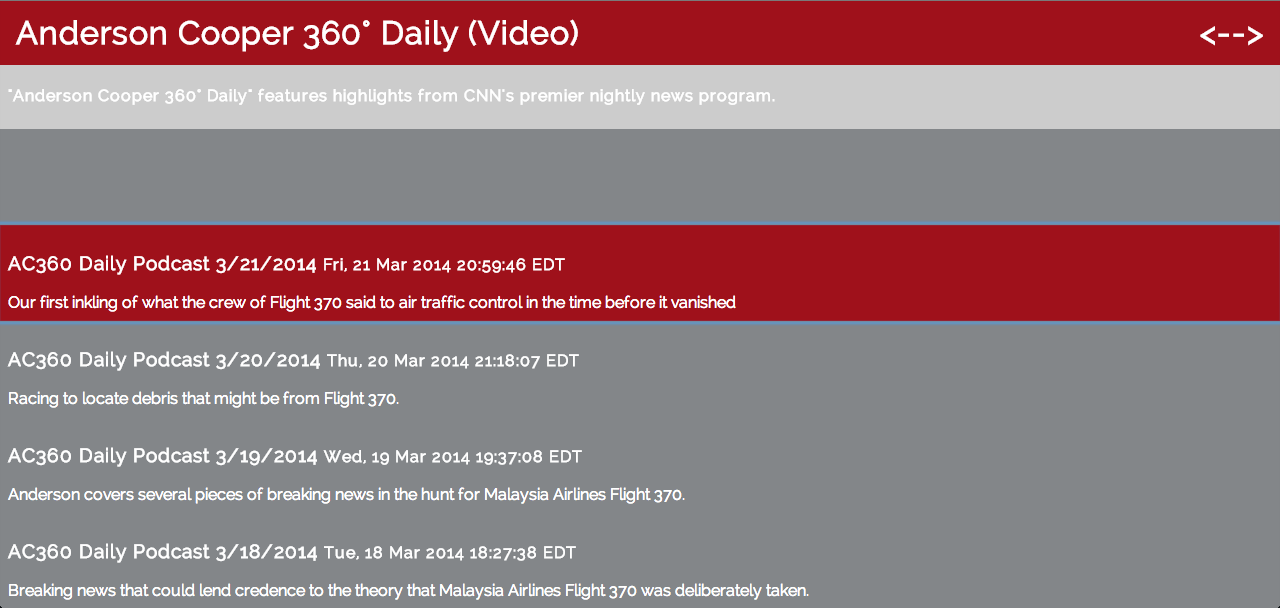 Anderson Cooper 360° Daily (Video)
<-->
"Anderson Cooper 360° Daily" features highlights from CNN's premier nightly news program.
AC360 Daily Podcast 3/21/2014 Fri, 21 Mar 2014 20:59:46 EDT
Our first inkling of what the crew of Flight 370 said to air traffic control in the time before it vanished
AC360 Daily Podcast 3/20/2014 Thu, 20 Mar 2014 21:18:07 EDT
Racing to locate debris that might be from Flight 370.
AC360 Daily Podcast 3/19/2014 Wed, 19 Mar 2014 19:37:08 EDT
Anderson covers several pieces of breaking news in the hunt for Malaysia Airlines Flight 370.
AC360 Daily Podcast 3/18/2014 Tue, 18 Mar 2014 18:27:38 EDT
Breaking news that could lend credence to the theory that Malaysia Airlines Flight 370 was deliberately taken.